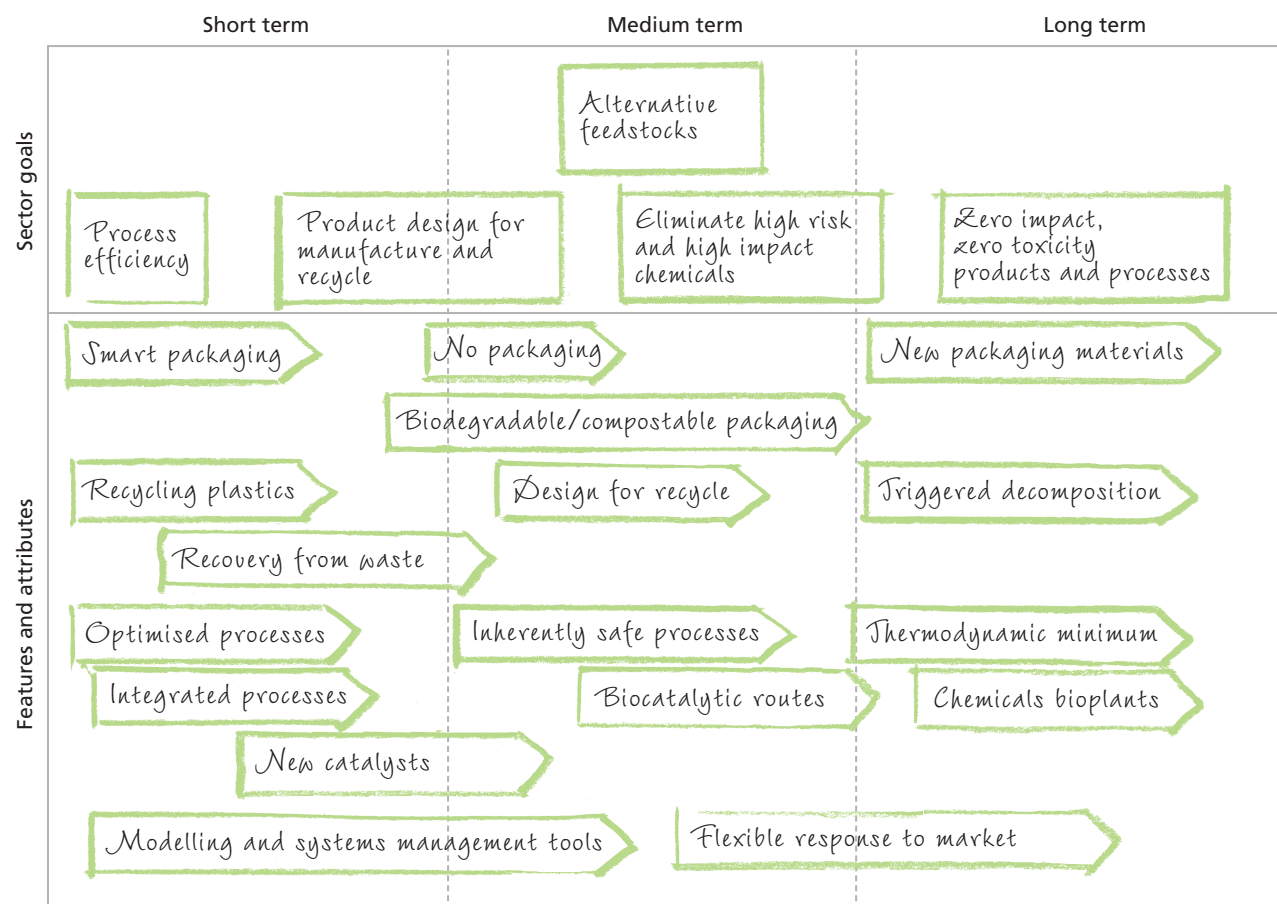 Short term
Medium term
Long term
Sector goals
Alternative
feedstocks
Process
efficiency
Product design for
manufacture and
recycle
Eliminate high risk
and high impact
chemicals
Zero impact,
zero toxicity
products and processes
Features and attributes
Smart packaging
No packaging
New packaging materials
Biodegradable/compostable packaging
Recycling plastics
Design for recycle
Triggered decomposition
Recovery from waste
Optimised processes
Inherently safe processes
Thermodynamic minimum
Integrated processes
Biocatalytic routes
Chemicals bioplants
New catalysts
Modelling and systems management tools
Flexible response to market